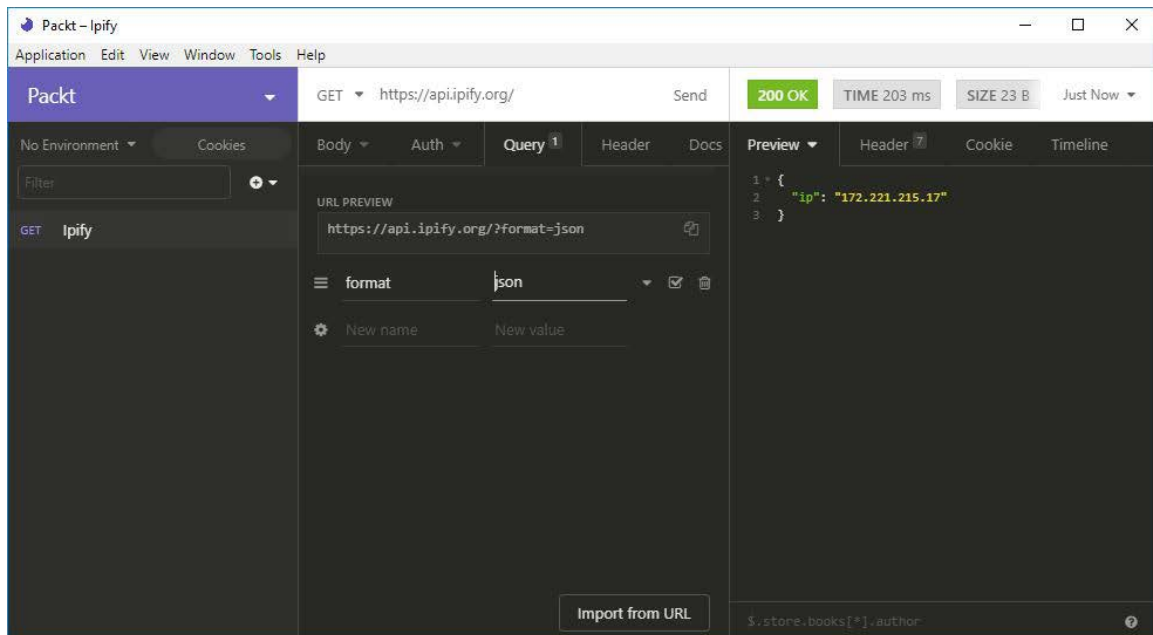 Packt – Ipify
Application Edit View Window Tools Help
Packt
GET https://api.ipify.org/ Send
200 OK TIME 203 ms SIZE 23 B Just Now
No Environment Cookies
Body Auth Query 1 Header Docs
Preview Header 7 Cookie Timeline
Filter
GET Ipify
URL PREVIEW
https://api.ipify.org/?format=json
format json
New name New value
Import from URL
1 {
2 "ip": "172.221.215.17"
3 }
$.store.books[*].author